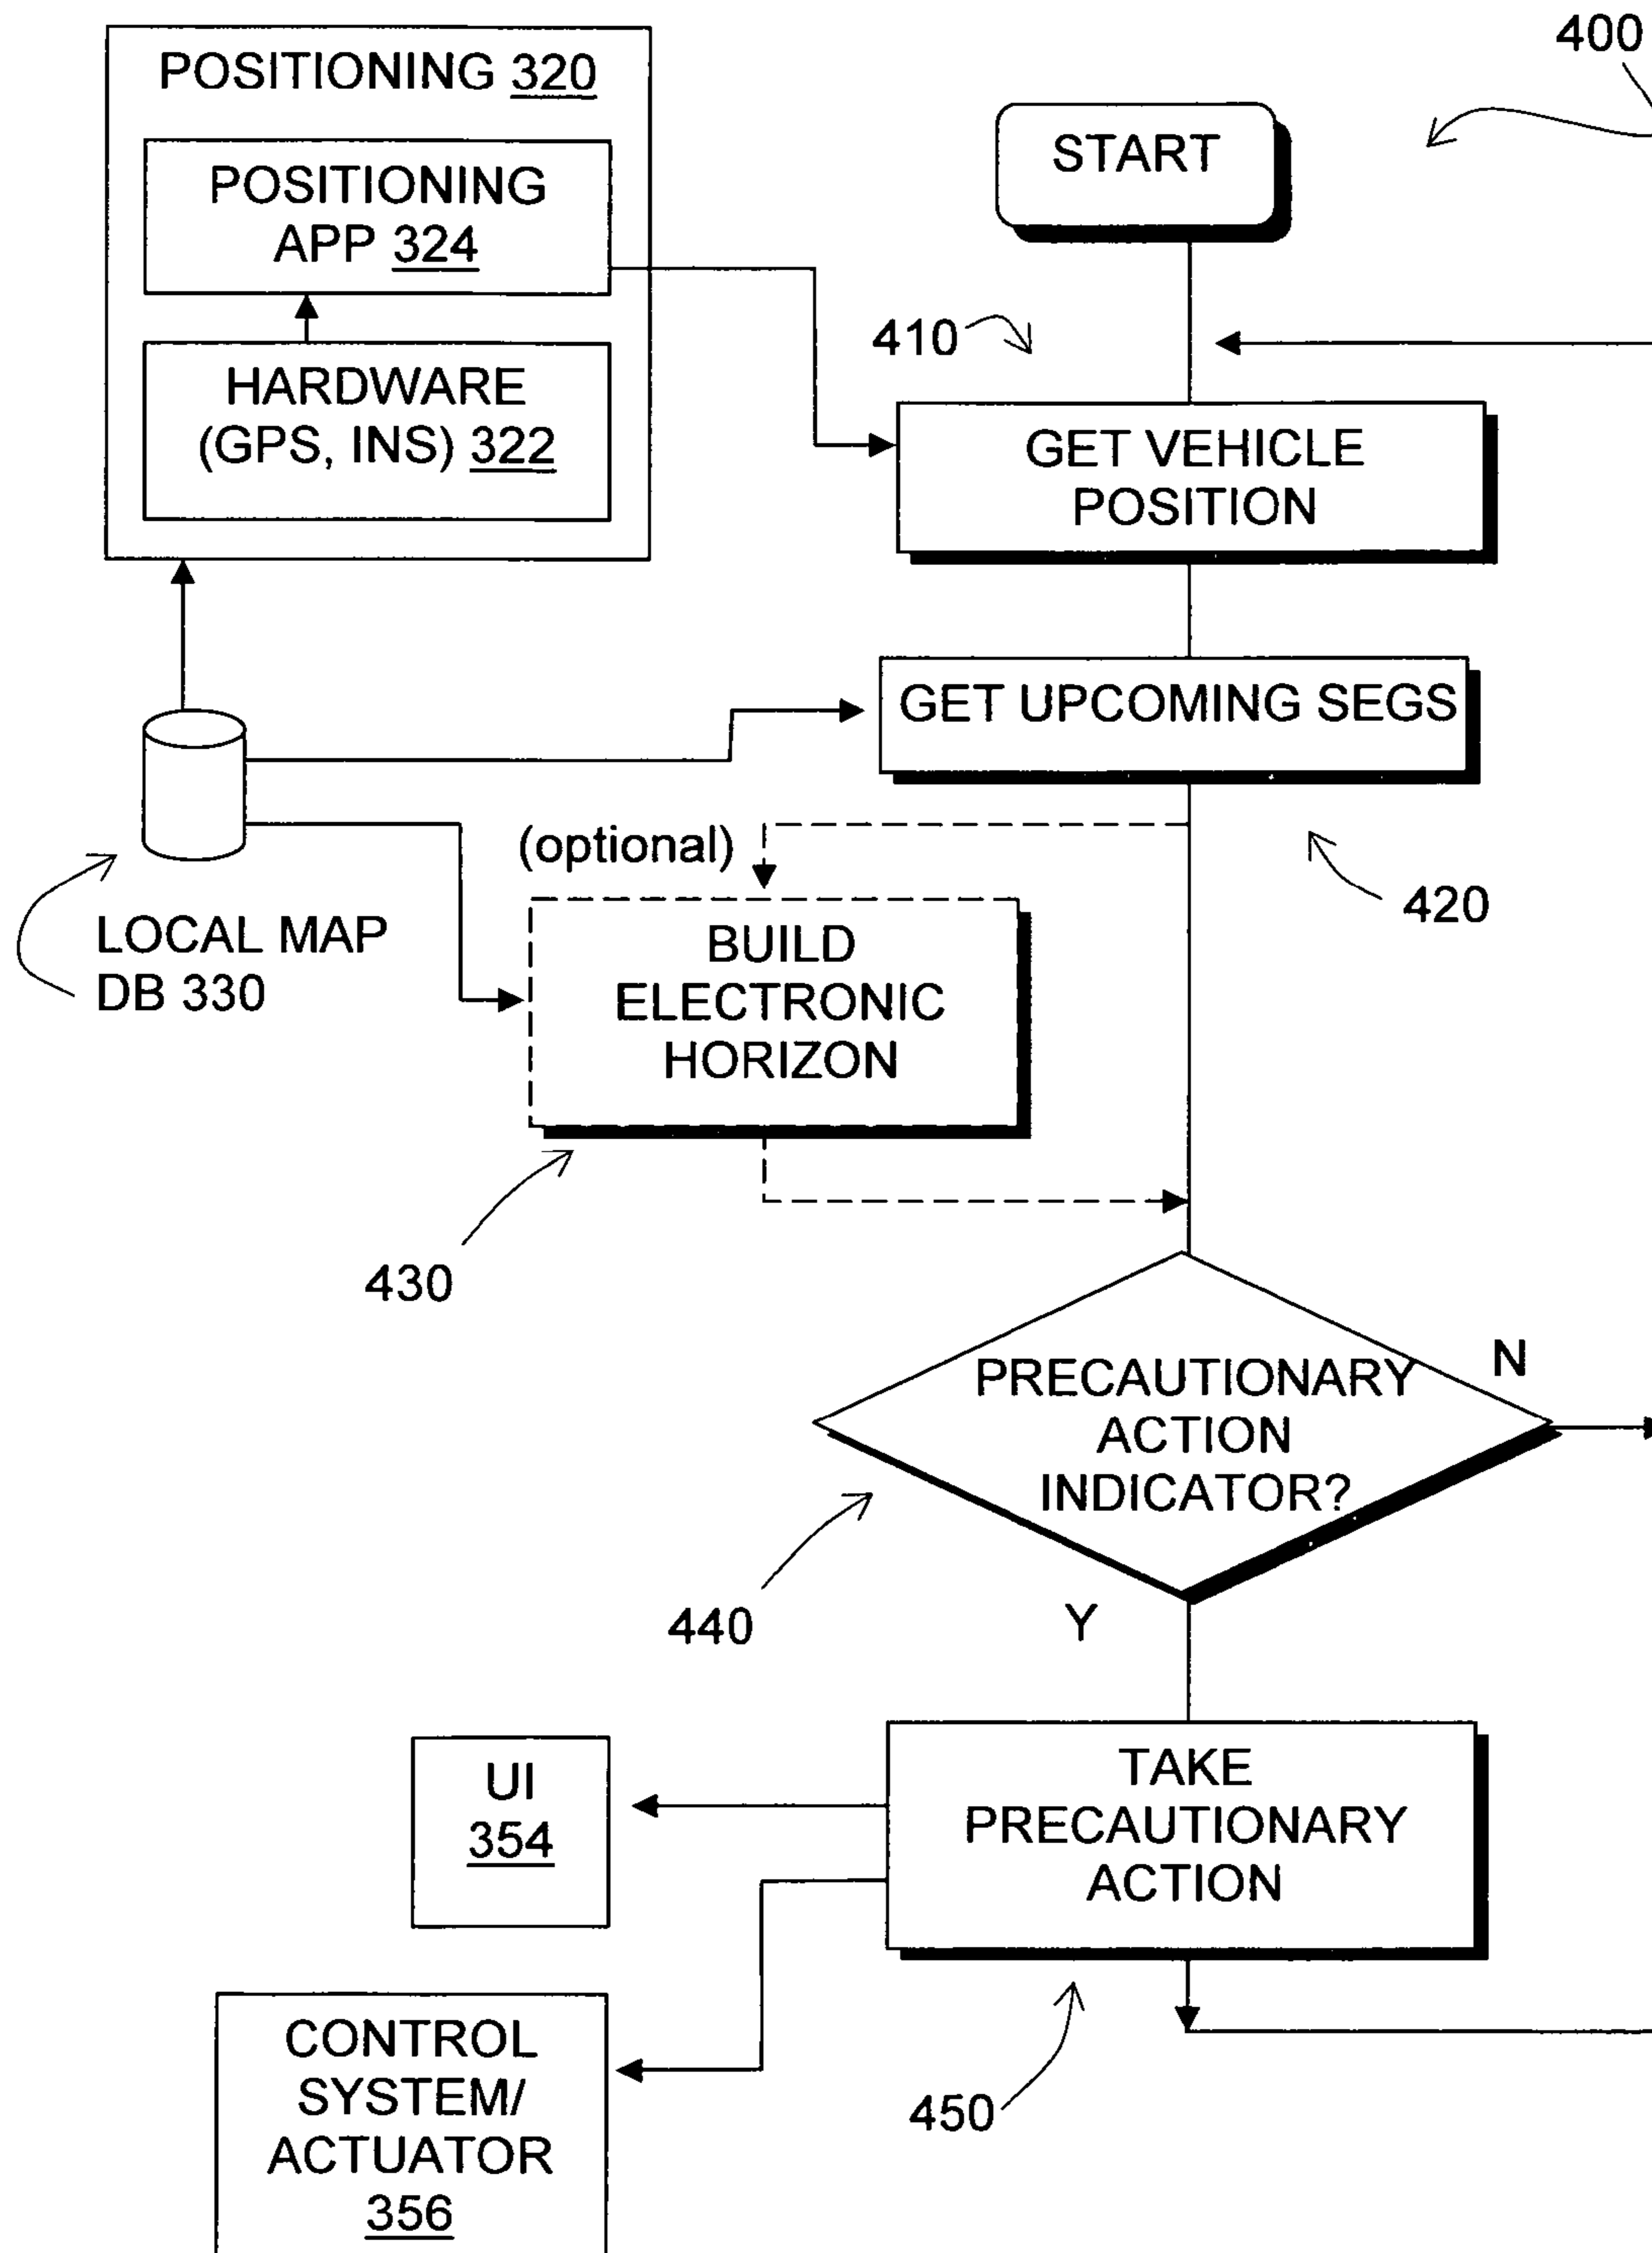 400
POSITIONING 320
START
POSITIONING
APP 324
410
HARDWARE
(GPS, INS) 322
GET VEHICLE
POSITION
GET UPCOMING SEGS
(optional)
420
LOCAL MAP
DB 330
BUILD
ELECTRONIC
HORIZON
430
PRECAUTIONARY
ACTION
INDICATOR?
N
440
Y
UI
354
TAKE
PRECAUTIONARY
ACTION
CONTROL
SYSTEM/
ACTUATOR
356
450